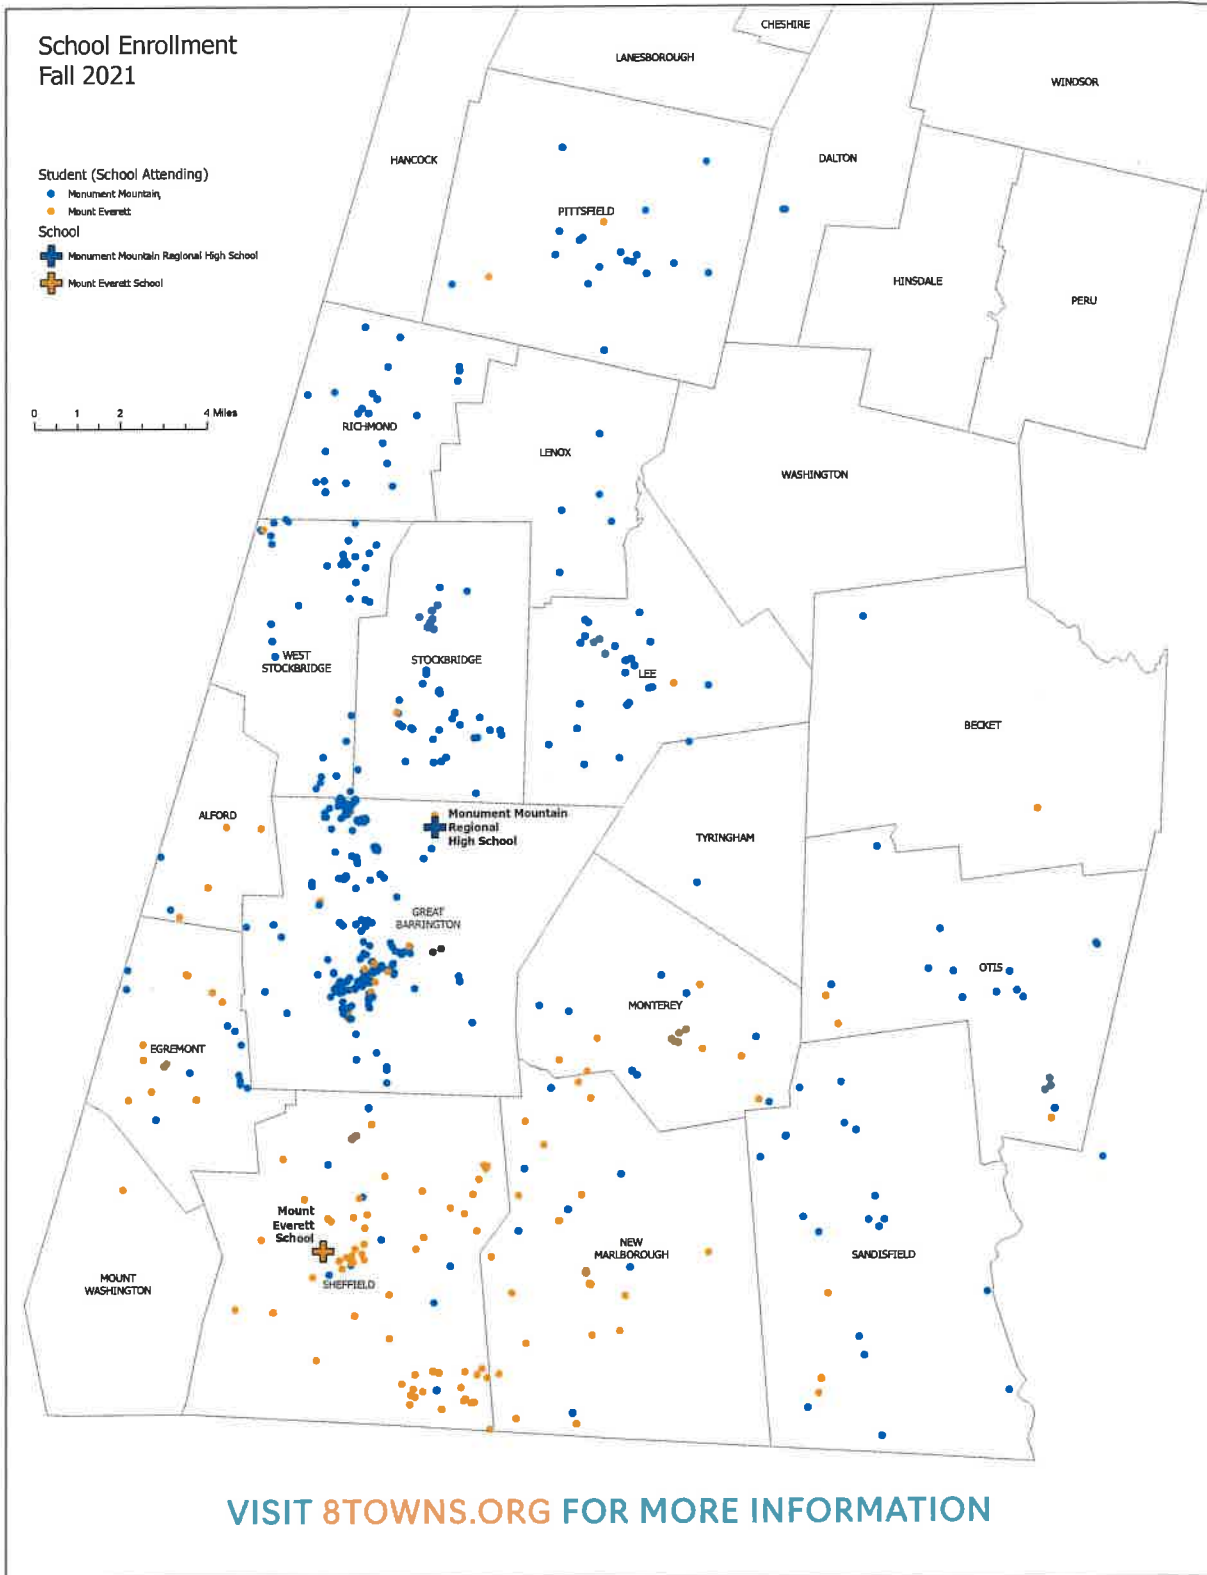 School Enrollment
Fall 2021
Student (School Attending)
Monument Mountain,
Mount Everett
School
Monument Mountain Regional High School
Mount Everett School
0 1 2 4 Miles
CHESHIRE
LANESBOROUGH
WINDSOR
HANCOCK
DALTON
PITTSFIELD
HINSDALE
PERU
RICHMOND
LENOX
WASHINGTON
WEST
STOCKBRIDGE
STOCKBRIDGE
LEE
BECKET
ALFORD
Monument Mountain
Regional
High School
TYRINGHAM
GREAT
BARRINGTON
OTIS
MONTEREY
EGREMONT
Mount
Everett
School
NEW
MARLBOROUGH
SANDISFIELD
SHEFFIELD
MOUNT
WASHINGTON
VISIT 8TOWNS.ORG FOR MORE INFORMATION